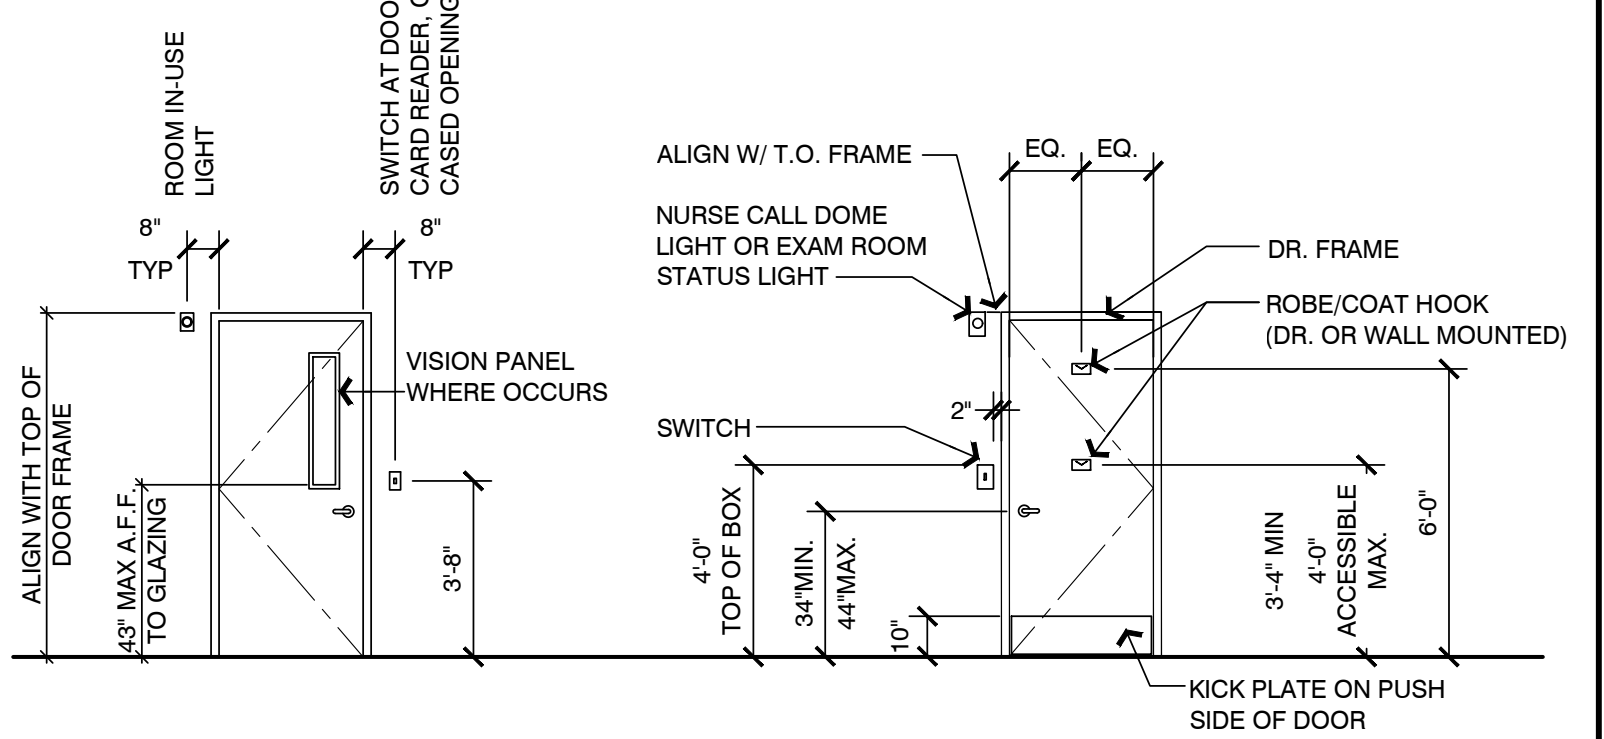 ROOM IN-USE
LIGHT
SWITCH AT
CARD READER,
CASED OPENING
8"
TYP
8"
TYP
VISION PANEL
WHERE OCCURS
ALIGN WITH TOP OF
DOOR FRAME
43" MAX A.F.F.
TO GLAZING
3'-8"
ALIGN W/ T.O. FRAME
NURSE CALL DOME
LIGHT OR EXAM ROOM
STATUS LIGHT
EQ.
EQ.
DR. FRAME
ROBE/COAT HOOK
(DR. OR WALL MOUNTED)
2"
SWITCH
4'-0"
TOP OF BOX
34"MIN.
44"MAX.
10"
3'-4" MIN
4'-0"
ACCESSIBLE
MAX.
6'-0"
KICK PLATE ON PUSH
SIDE OF DOOR